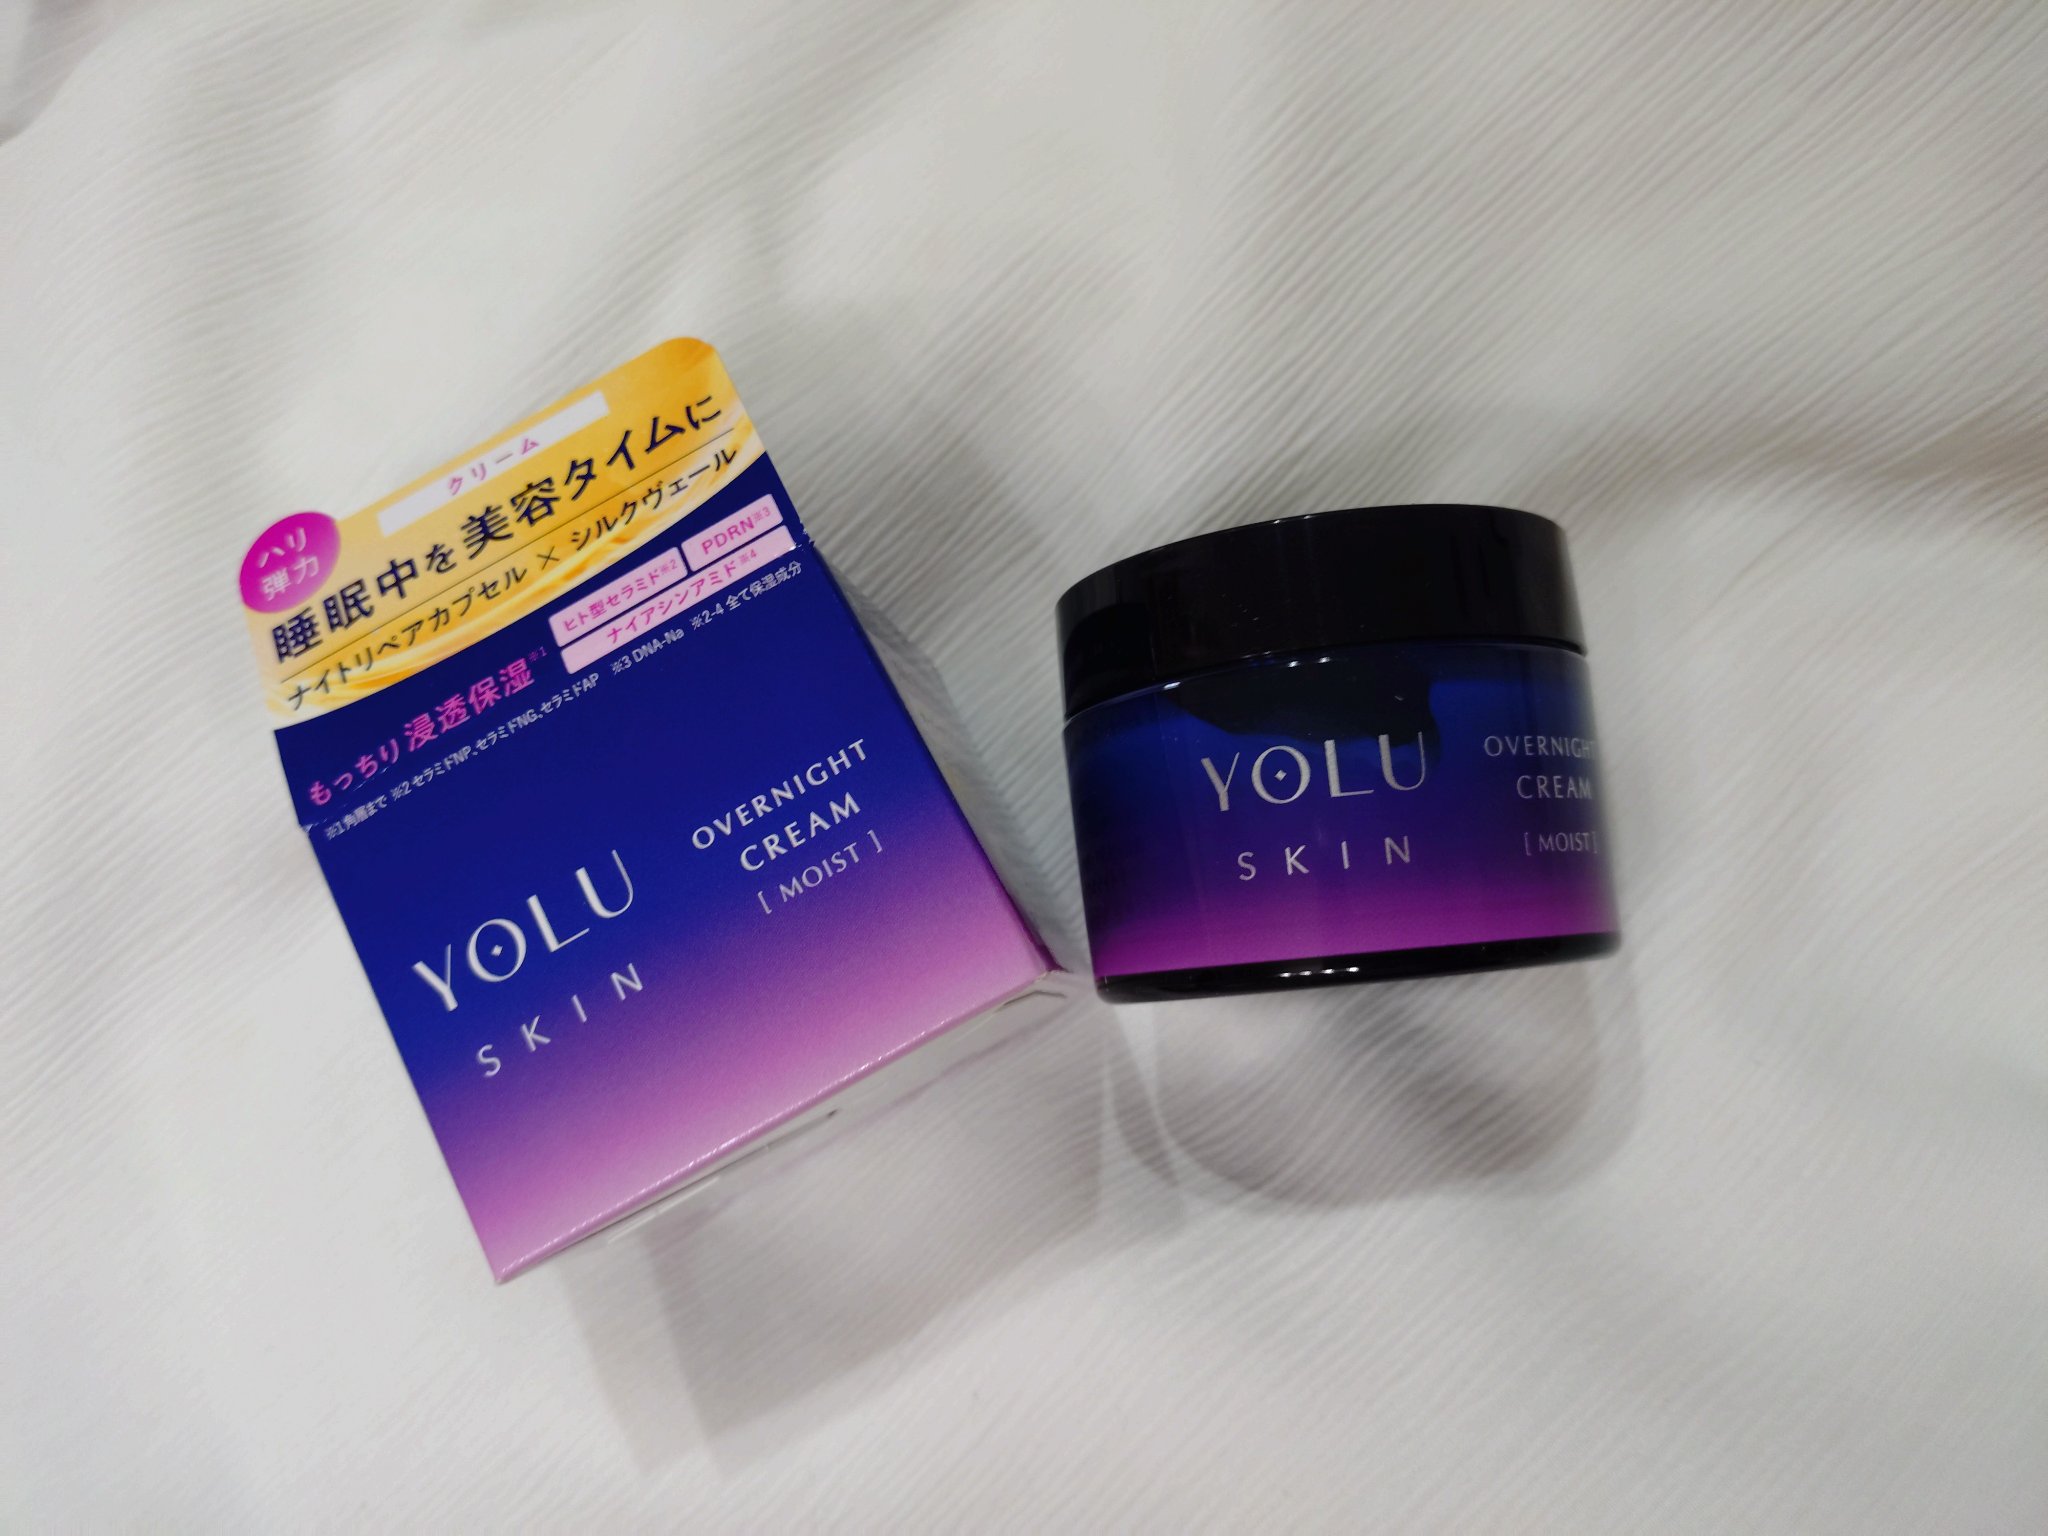 クリーム
ハリ
弾力
睡眠中を美容タイムに
ナイトリペアカプセル × シルクヴェール
もっちり浸透保湿※1
ヒト型セラミド※2
PDRN※3
ナイアシンアミド※4
※1 角層まで ※2 セラミドNP、セラミドNG、セラミドAP ※3 DNA-Na ※2-4 全て保湿成分
YOLU
SKIN
OVERNIGHT
CREAM
[ MOIST ]
YOLU
SKIN
OVERNIGHT
CREAM
[ MOIST ]